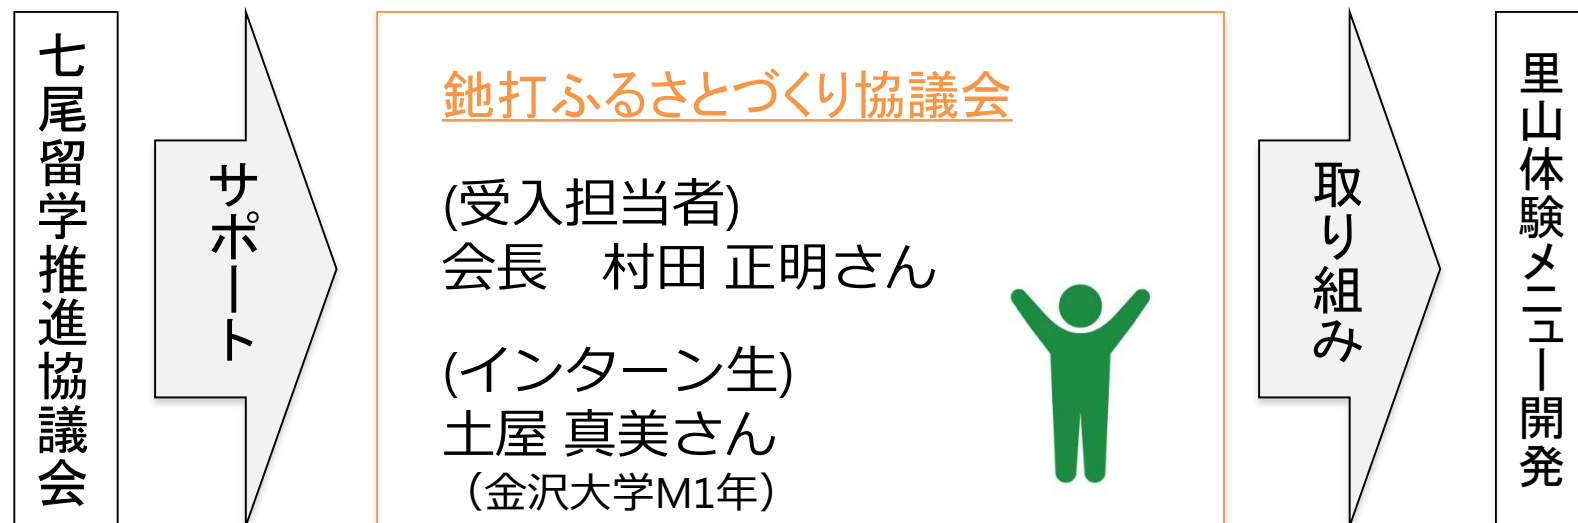 七尾留学推進協議会
サポート
鉇打ふるさとづくり協議会
(受入担当者)
会長　村田 正明さん
(インターン生)
土屋 真美さん
（金沢大学M1年）
取り組み
里山体験メニュー開発